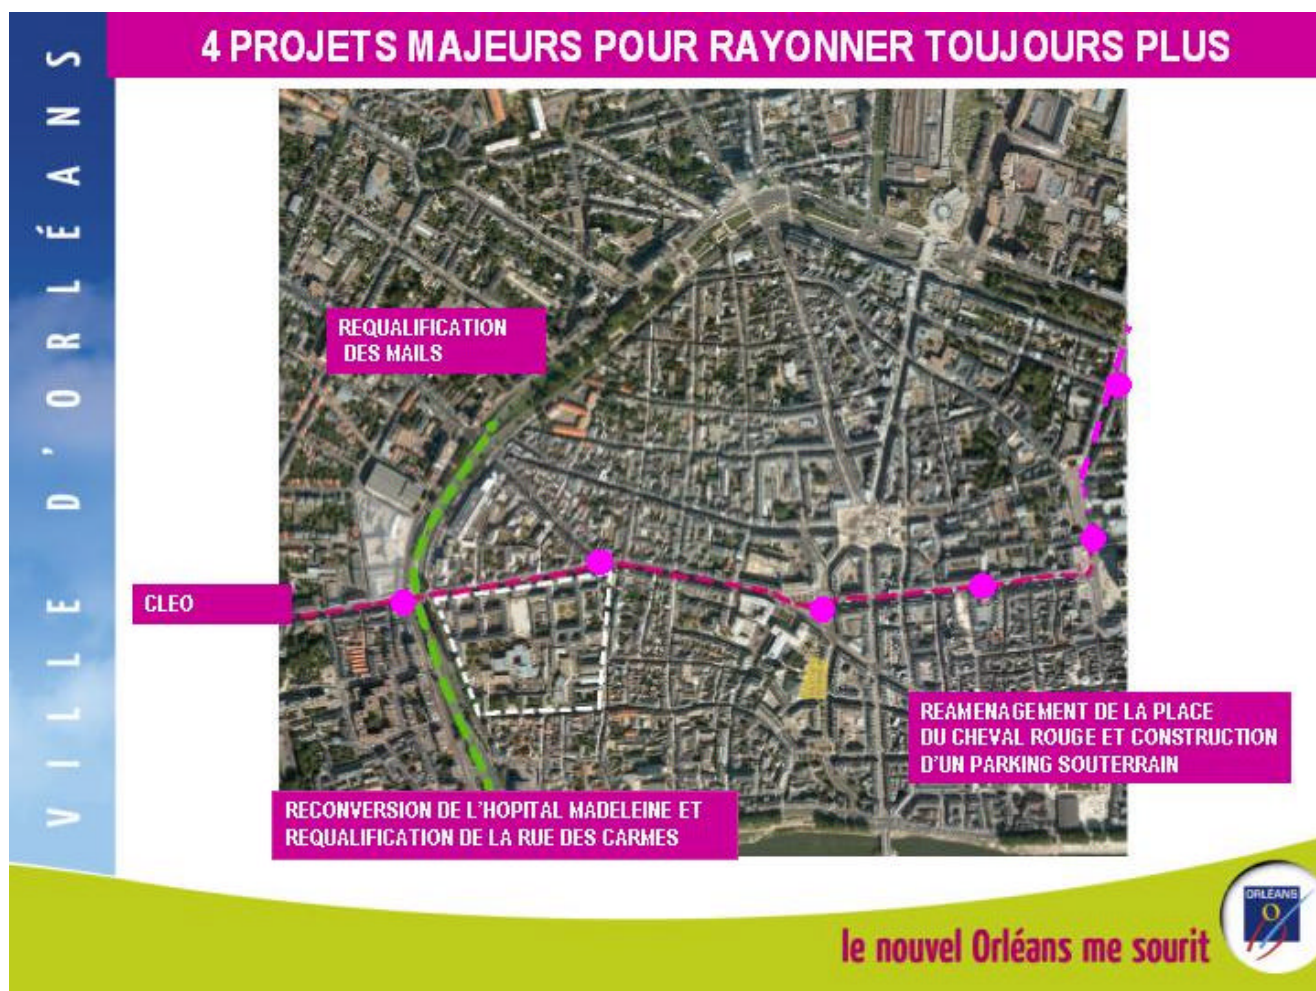 4 PROJETS MAJEURS POUR RAYONNER TOUJOURS PLUS
VILLE D'ORLÉANS
REQUALIFICATION
DES MAILS
CLEO
REAMENAGEMENT DE LA PLACE
DU CHEVAL ROUGE ET CONSTRUCTION
D'UN PARKING SOUTERRAIN
RECONVERSION DE L'HOPITAL MADELEINE ET
REQUALIFICATION DE LA RUE DES CARMES
ORLÉANS
le nouvel Orléans me sourit